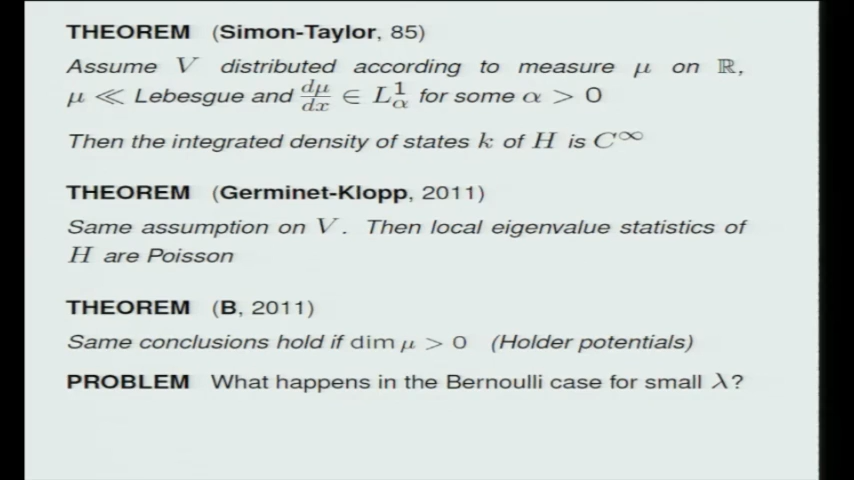 THEOREM (Simon-Taylor, 85)
Assume V distributed according to measure μ on ℝ,
μ ≪ Lebesgue and dμ/dx ∈ L¹_α for some α > 0
Then the integrated density of states k of H is C^∞
THEOREM (Germinet-Klopp, 2011)
Same assumption on V. Then local eigenvalue statistics of
H are Poisson
THEOREM (B, 2011)
Same conclusions hold if dim μ > 0 (Holder potentials)
PROBLEM What happens in the Bernoulli case for small λ?